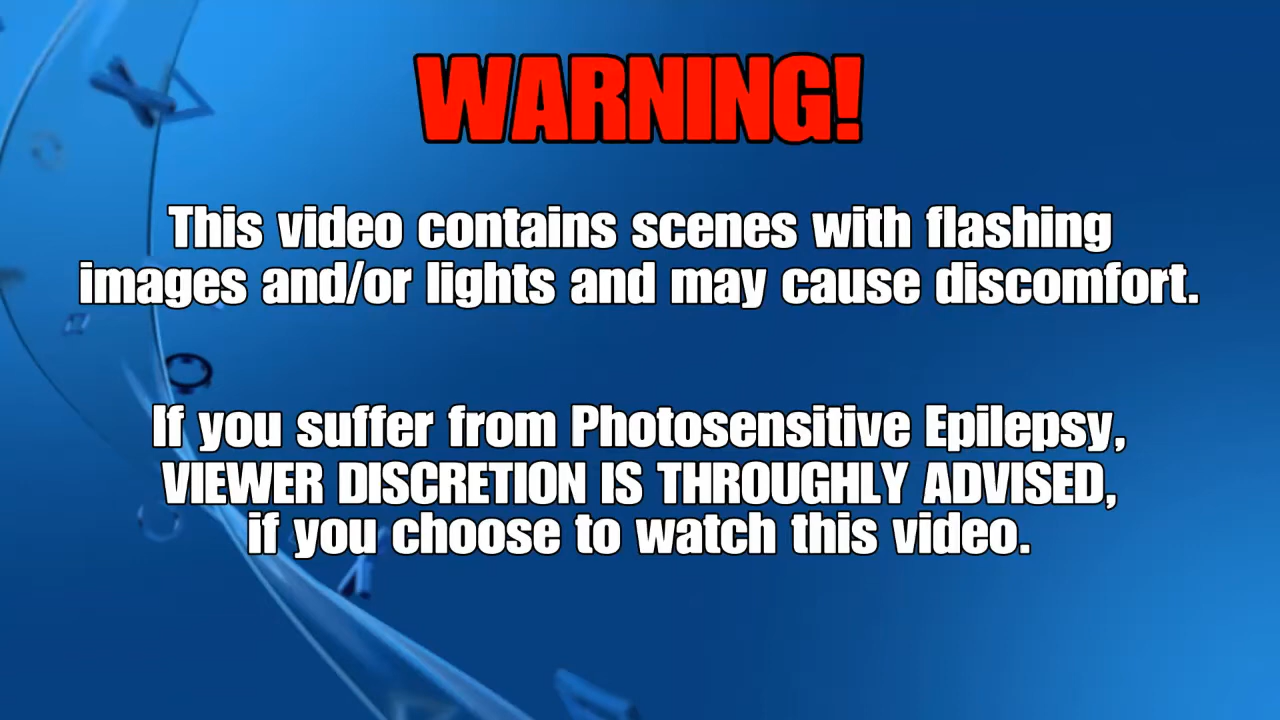 WARNING!
This video contains scenes with flashing
images and/or lights and may cause discomfort.
If you suffer from Photosensitive Epilepsy,
VIEWER DISCRETION IS THROUGHLY ADVISED,
if you choose to watch this video.